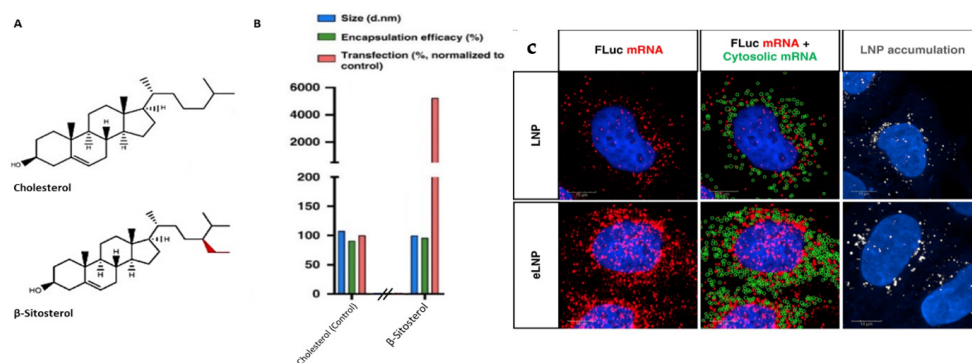 A
HO
H
H
H
H
Cholesterol
HO
H
H
H
H
β-Sitosterol
B
Size (d.nm)
Encapsulation efficacy (%)
Transfection (%, normalized to
control)
6000
4000
2000
200
150
100
50
0
Cholesterol (Control)
β-Sitosterol
C
FLuc mRNA
FLuc mRNA +
Cytosolic mRNA
LNP accumulation
LNP
eLNP